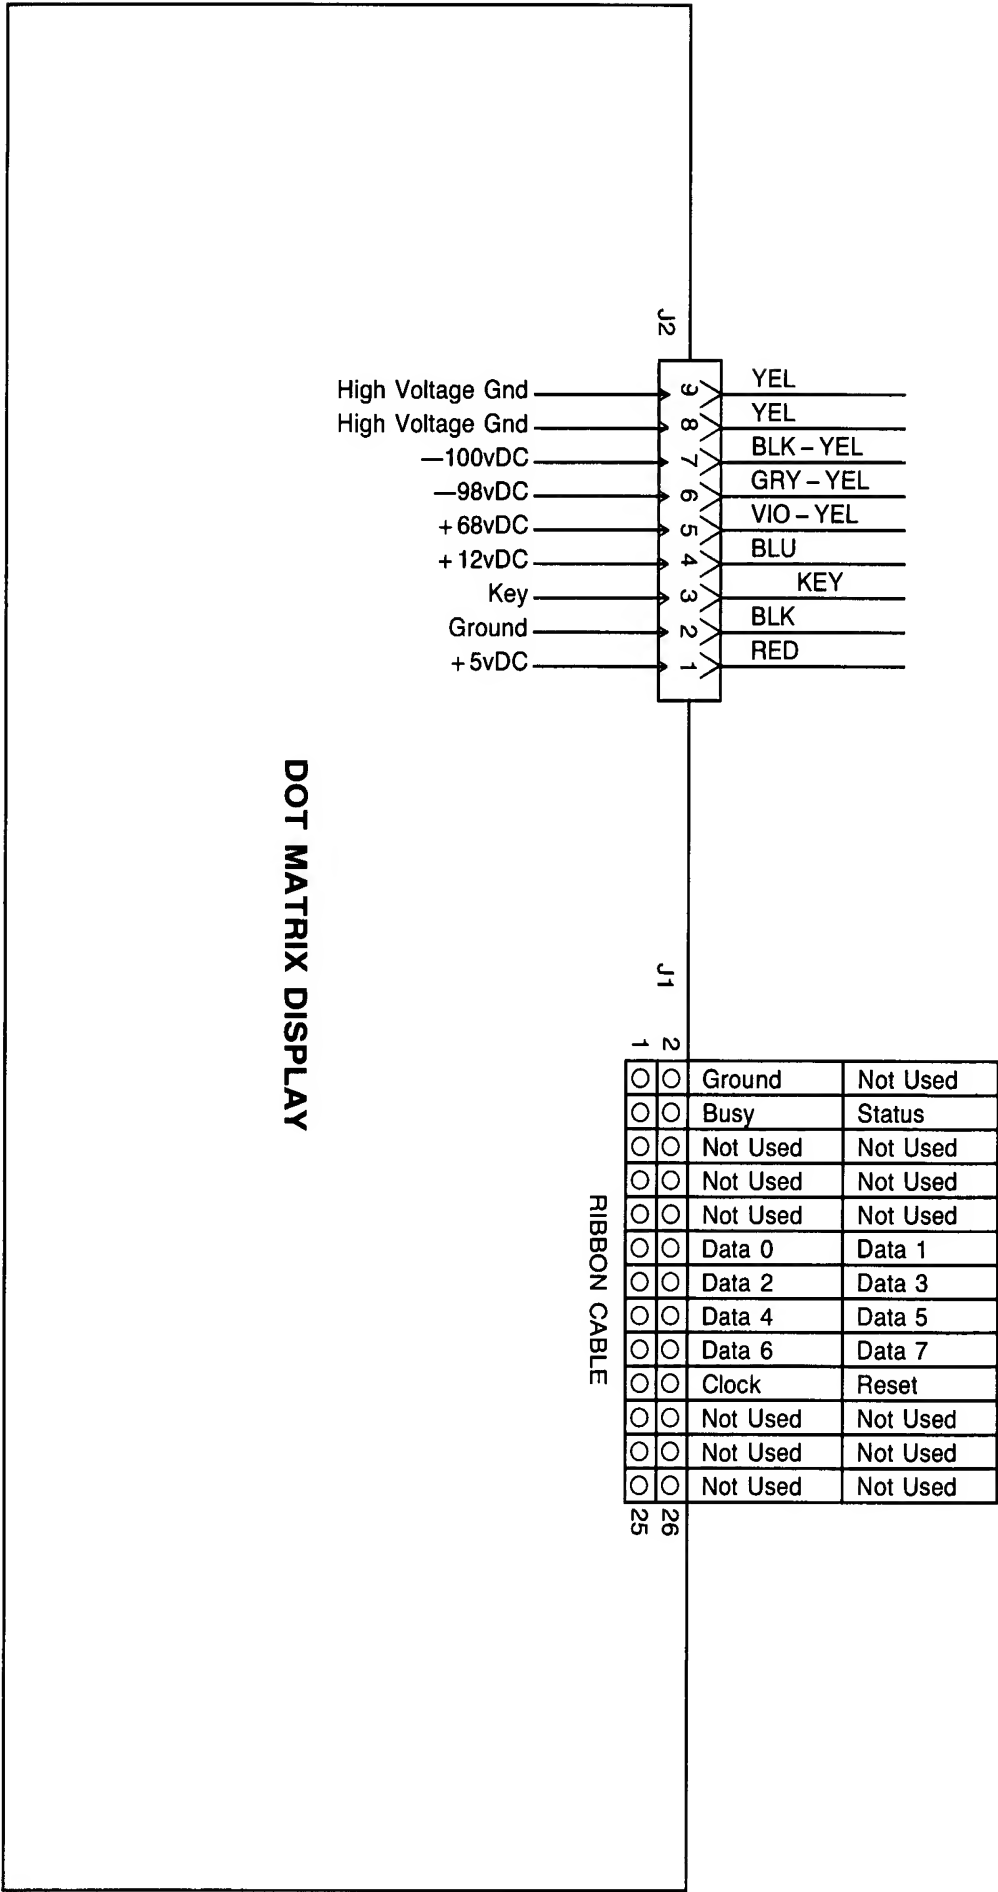 J2
High Voltage Gnd 9 YEL
High Voltage Gnd 8 YEL
—100vDC 7 BLK – YEL
—98vDC 6 GRY – YEL
+68vDC 5 VIO – YEL
+12vDC 4 BLU
Key 3 KEY
Ground 2 BLK
+5vDC 1 RED
DOT MATRIX DISPLAY
J1
1 2
Ground Not Used
Busy Status
Not Used Not Used
Not Used Not Used
Not Used Not Used
Data 0 Data 1
Data 2 Data 3
Data 4 Data 5
Data 6 Data 7
Clock Reset
Not Used Not Used
Not Used Not Used
Not Used Not Used
25 26
RIBBON CABLE